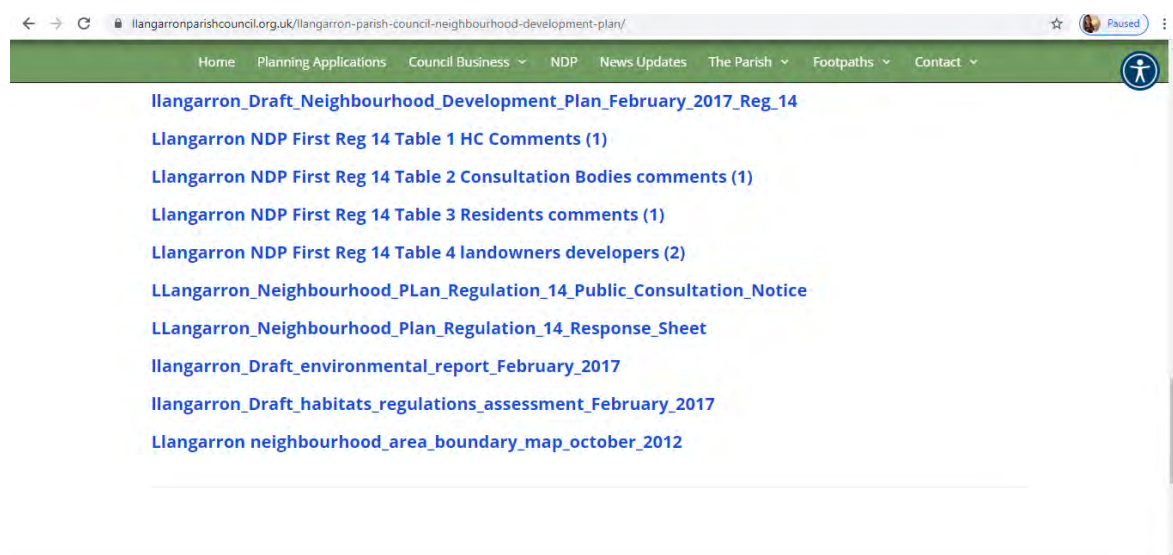 llangarronparishcouncil.org.uk/llangarron-parish-council-neighbourhood-development-plan/ Paused
Home Planning Applications Council Business NDP News Updates The Parish Footpaths Contact
llangarron_Draft_Neighbourhood_Development_Plan_February_2017_Reg_14
Llangarron NDP First Reg 14 Table 1 HC Comments (1)
Llangarron NDP First Reg 14 Table 2 Consultation Bodies comments (1)
Llangarron NDP First Reg 14 Table 3 Residents comments (1)
Llangarron NDP First Reg 14 Table 4 landowners developers (2)
LLangarron_Neighbourhood_PLan_Regulation_14_Public_Consultation_Notice
LLangarron_Neighbourhood_Plan_Regulation_14_Response_Sheet
llangarron_Draft_environmental_report_February_2017
llangarron_Draft_habitats_regulations_assessment_February_2017
Llangarron neighbourhood_area_boundary_map_october_2012